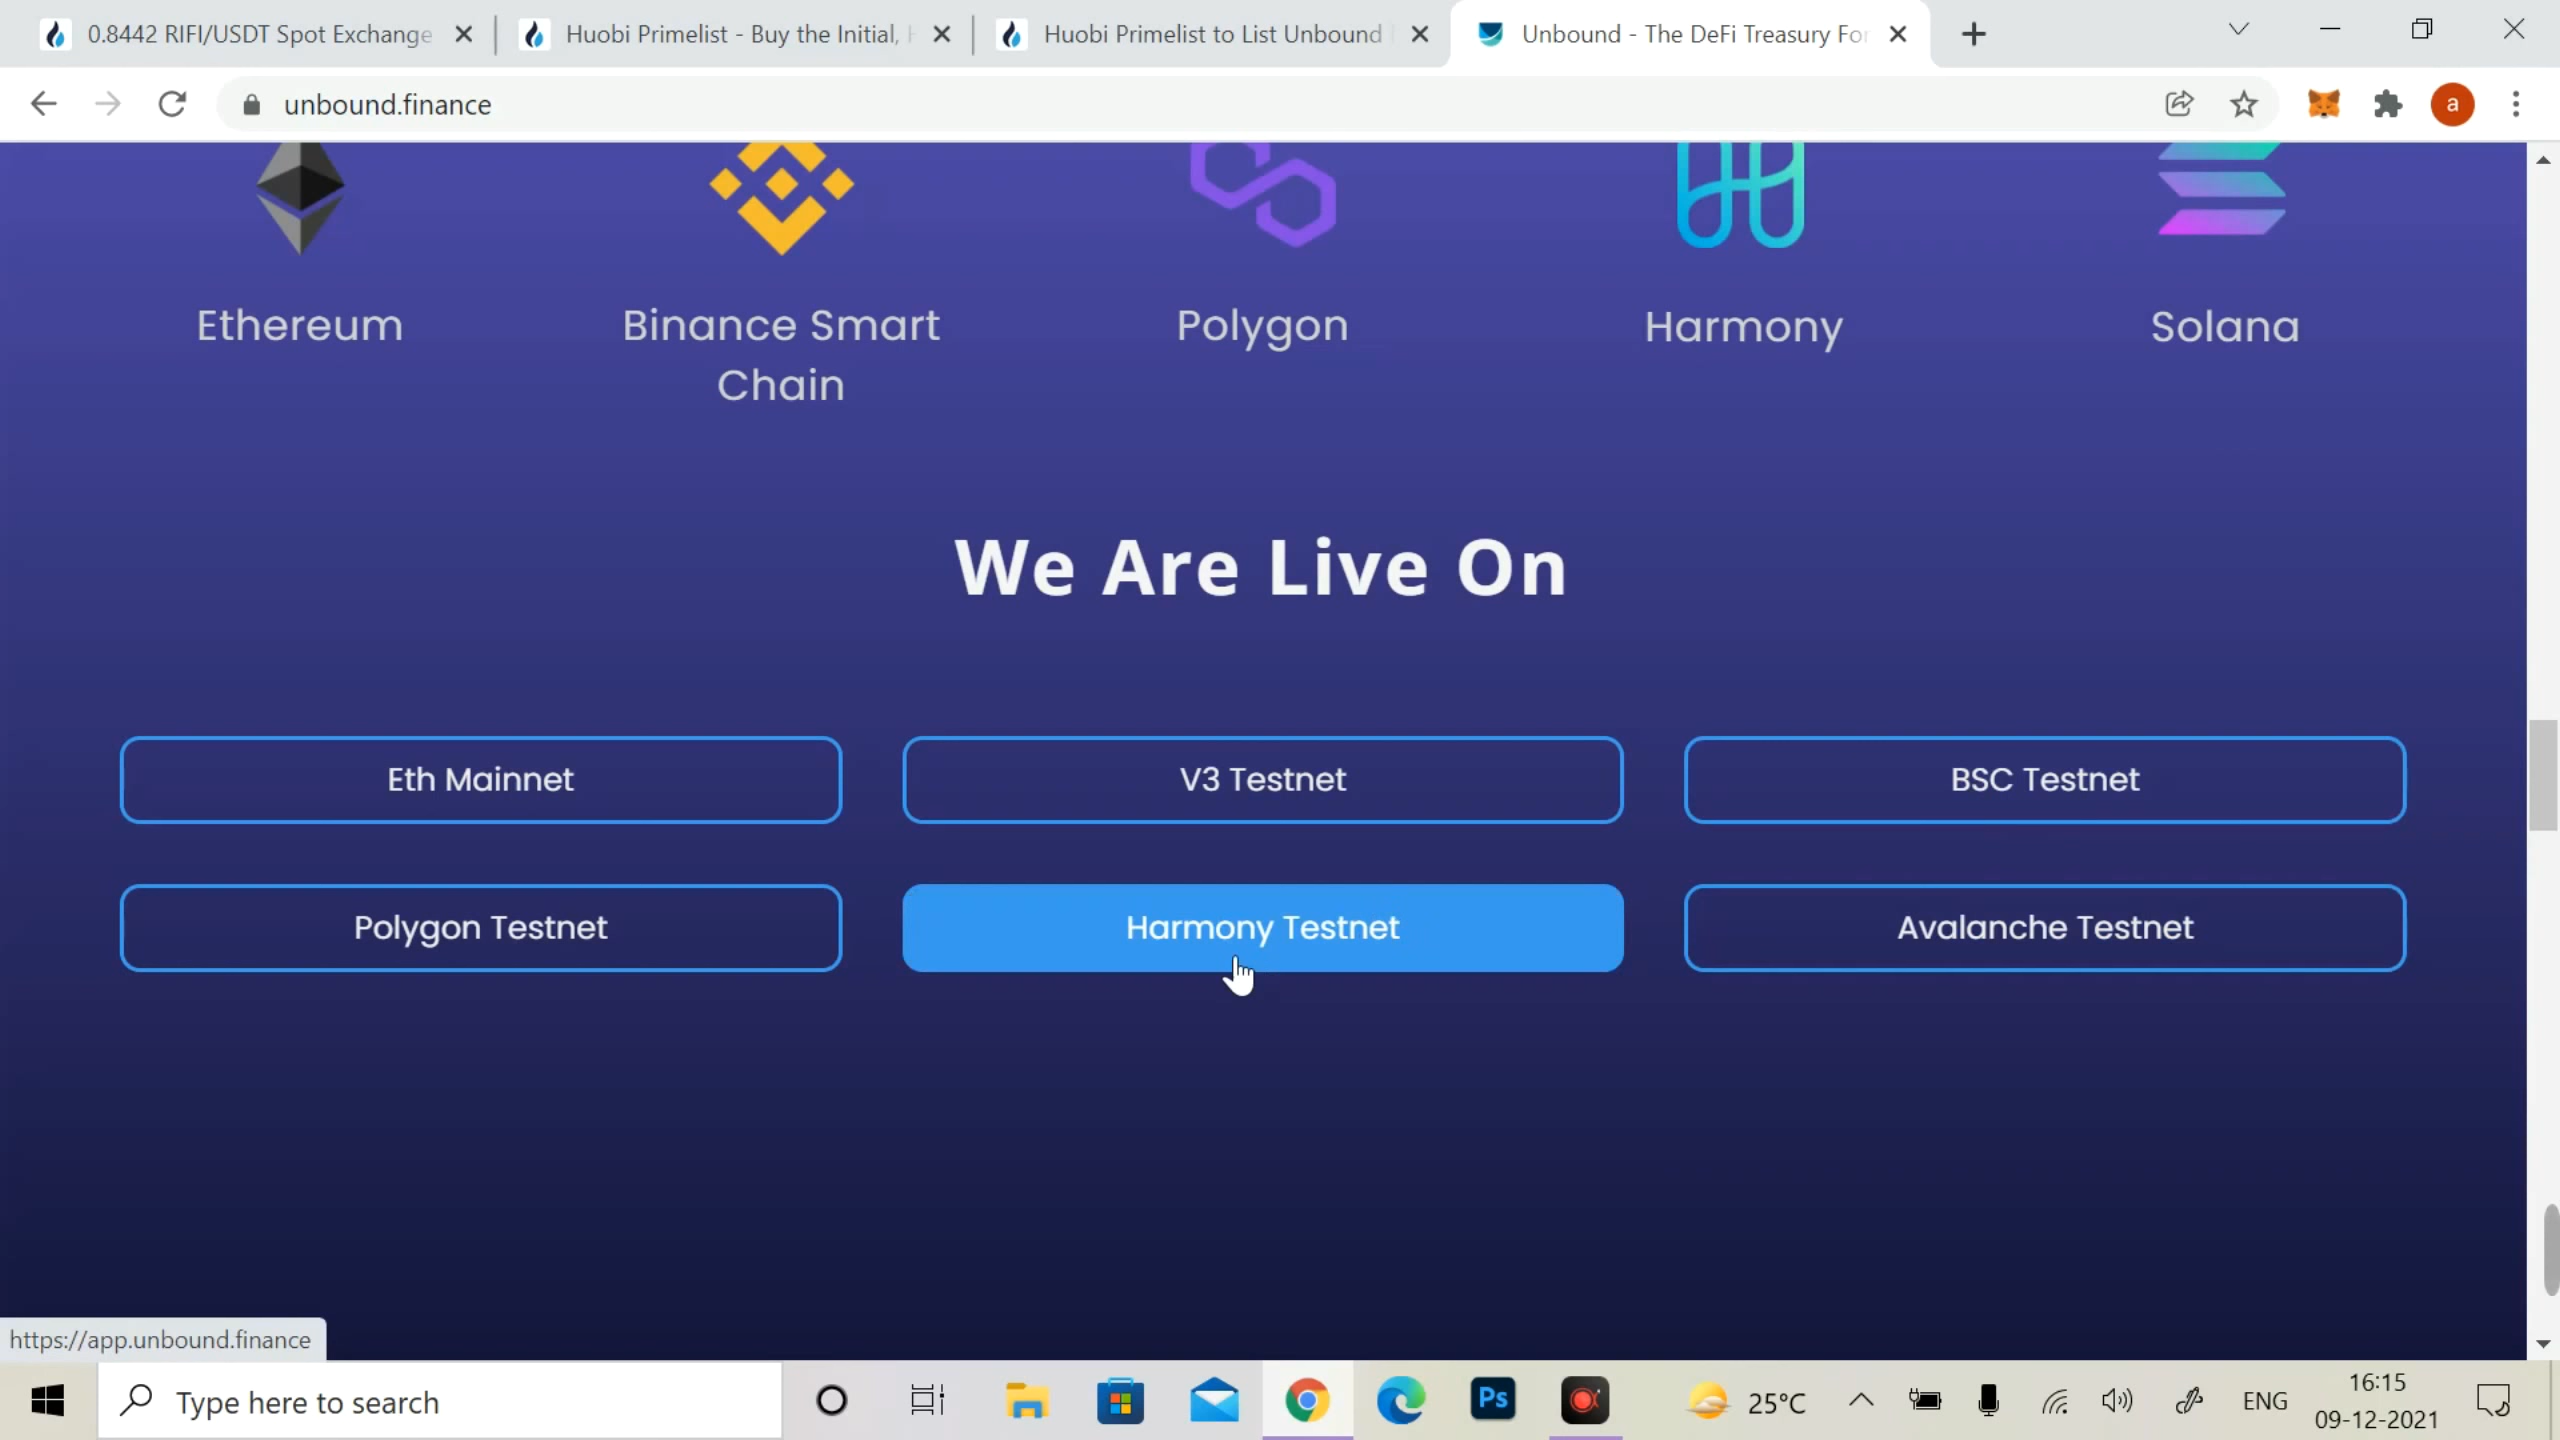 0.8442 RIFI/USDT Spot Exchange
Huobi Primelist - Buy the Initial,
Huobi Primelist to List Unbound
Unbound - The DeFi Treasury For
unbound.finance
a
Ethereum
Binance Smart
Chain
Polygon
Harmony
Solana
We Are Live On
Eth Mainnet
V3 Testnet
BSC Testnet
Polygon Testnet
Harmony Testnet
Avalanche Testnet
https://app.unbound.finance
Type here to search
Ps
25°C
ENG
16:15
09-12-2021